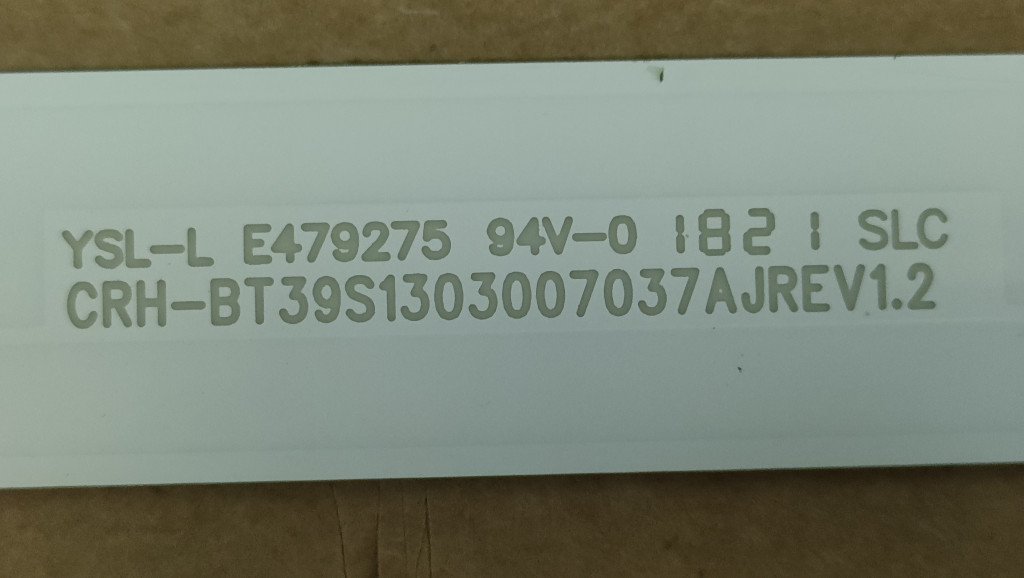 YSL-L E479275 94V-0 1821 SLC
CRH-BT39S1303007037AJREV1.2